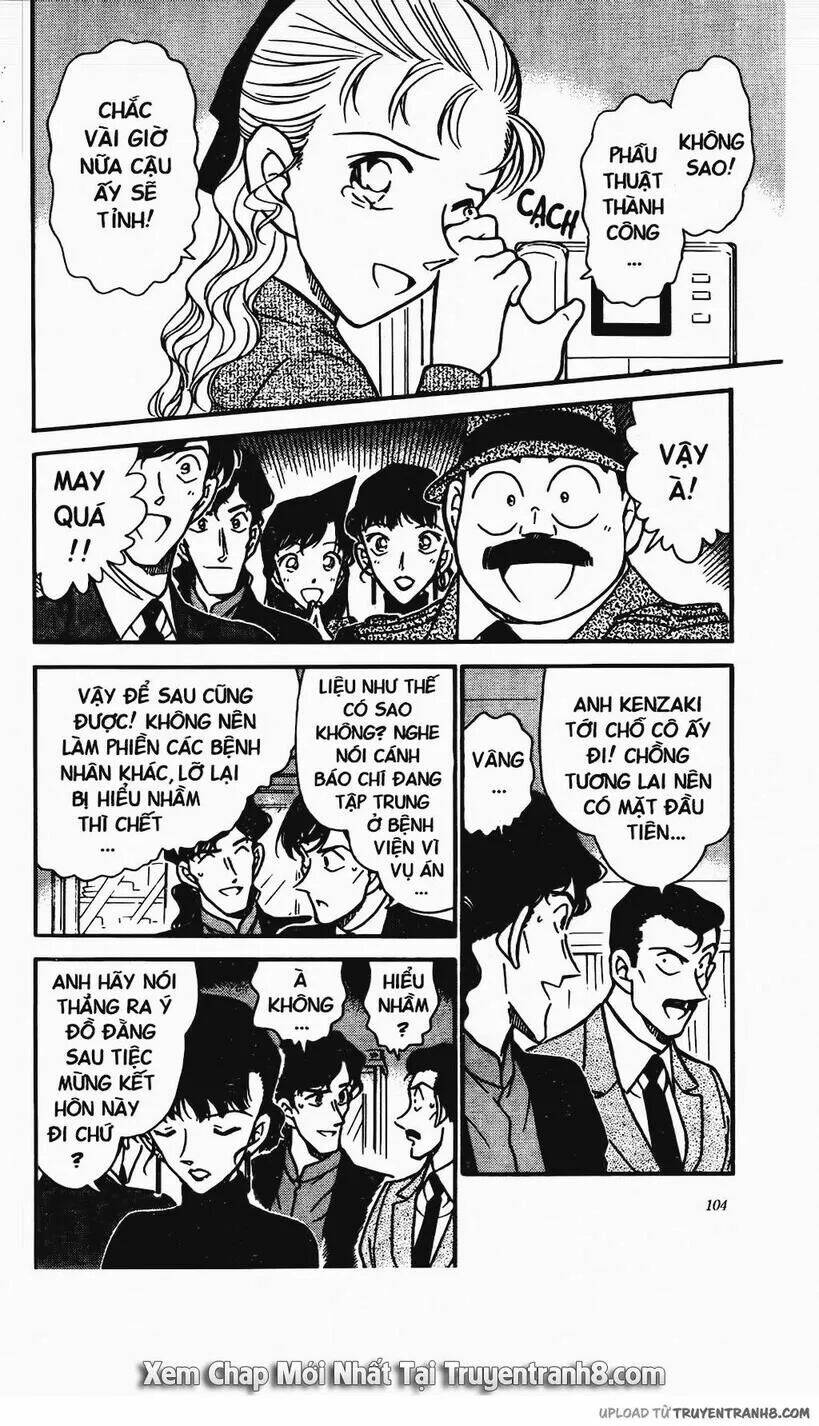 KHÔNG
SAO!
PHẪU
THUẬT
THÀNH
CÔNG
...
CẠCH
CHẮC
VÀI GIỜ
NỮA CẬU
ẤY SẼ
TỈNH!
VẬY
À!
MAY
QUÁ
!!
ANH KENZAKI
TỚI CHỖ CÔ ẤY
ĐI! CHỒNG
TƯƠNG LAI NÊN
CÓ MẶT ĐẦU
TIÊN...
VÂNG
...
LIỆU NHƯ THẾ
CÓ SAO
KHÔNG? NGHE
NÓI CÁNH
BÁO CHÍ ĐANG
TẬP TRUNG
Ở BỆNH
VIỆN VÌ
VỤ ÁN
...
VẬY ĐỂ SAU CŨNG
ĐƯỢC! KHÔNG NÊN
LÀM PHIỀN CÁC BỆNH
NHÂN KHÁC, LỠ LẠI
BỊ HIỂU NHẦM
THÌ CHẾT
...
HIỂU
NHẦM
?
À
KHÔNG
...
ANH HÃY NÓI
THẲNG RA Ý
ĐỒ ĐẰNG
SAU TIỆC
MỪNG KẾT
HÔN NÀY
ĐI CHỨ
?
104
Xem Chap Mới Nhất Tại Truyentranh8.com
UPLOAD TỪ TRUYENTRANH8.COM